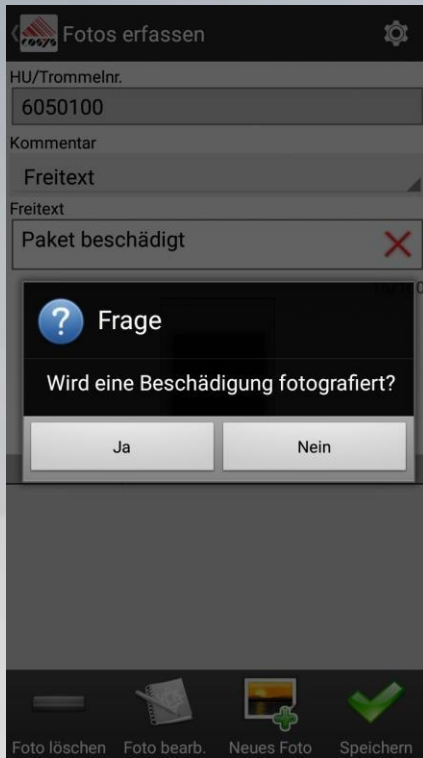 COSYS
Fotos erfassen
HU/Trommelnr.
6050100
Kommentar
Freitext
Freitext
Paket beschädigt
Frage
Wird eine Beschädigung fotografiert?
Ja
Nein
Foto löschen
Foto bearb.
Neues Foto
Speichern